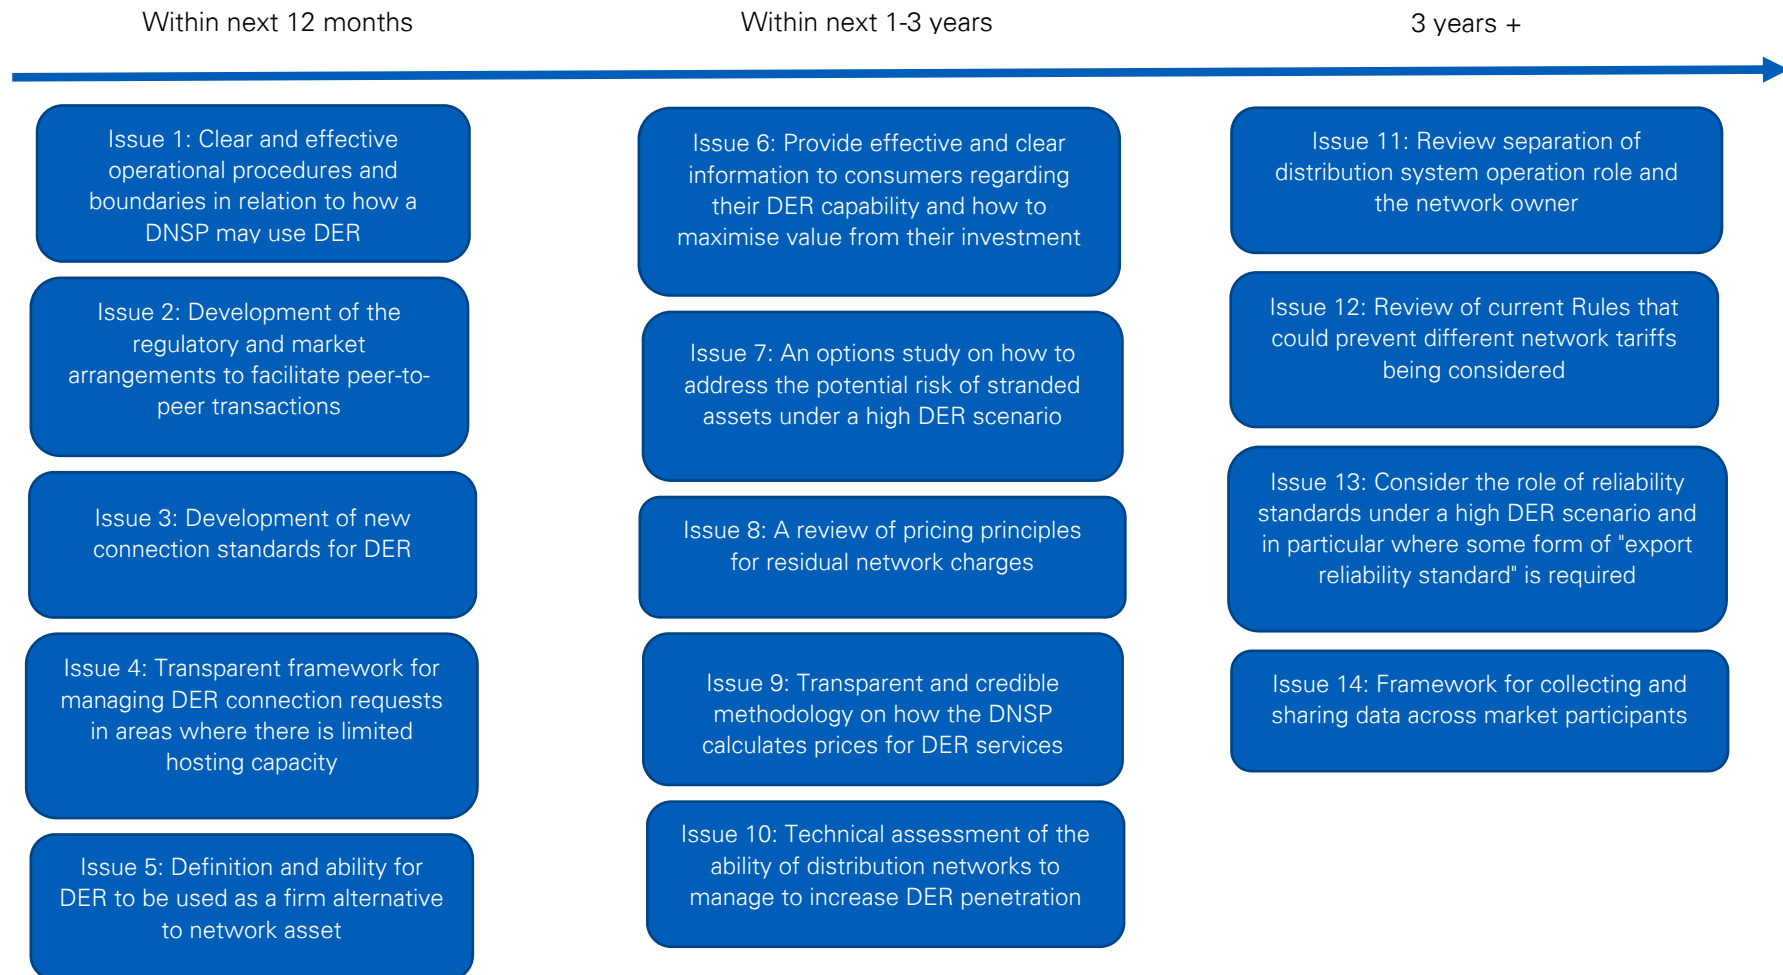 Within next 12 months
Within next 1-3 years
3 years +
Issue 1: Clear and effective
operational procedures and
boundaries in relation to how a
DNSP may use DER
Issue 2: Development of the
regulatory and market
arrangements to facilitate peer-to-
peer transactions
Issue 3: Development of new
connection standards for DER
Issue 4: Transparent framework for
managing DER connection requests
in areas where there is limited
hosting capacity
Issue 5: Definition and ability for
DER to be used as a firm alternative
to network asset
Issue 6: Provide effective and clear
information to consumers regarding
their DER capability and how to
maximise value from their investment
Issue 7: An options study on how to
address the potential risk of stranded
assets under a high DER scenario
Issue 8: A review of pricing principles
for residual network charges
Issue 9: Transparent and credible
methodology on how the DNSP
calculates prices for DER services
Issue 10: Technical assessment of the
ability of distribution networks to
manage to increase DER penetration
Issue 11: Review separation of
distribution system operation role and
the network owner
Issue 12: Review of current Rules that
could prevent different network tariffs
being considered
Issue 13: Consider the role of reliability
standards under a high DER scenario and
in particular where some form of "export
reliability standard" is required
Issue 14: Framework for collecting and
sharing data across market participants